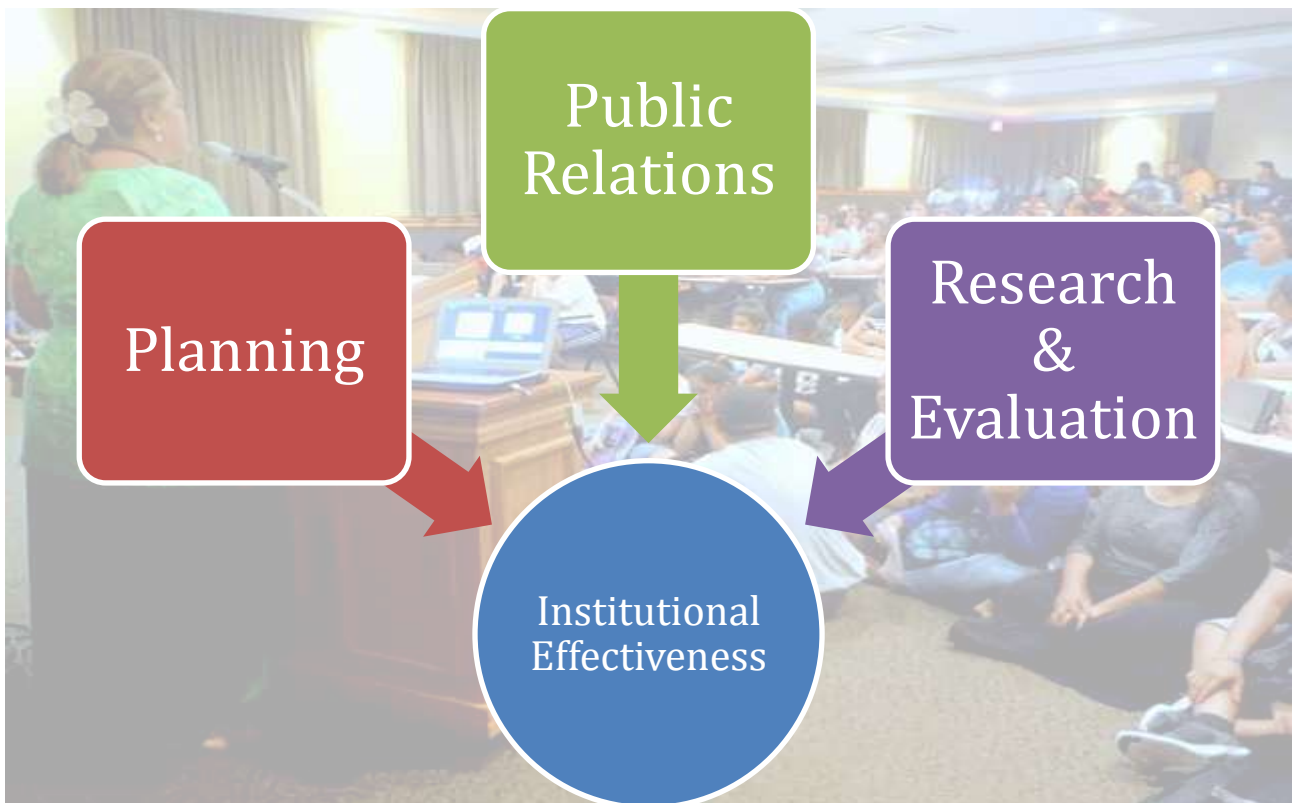 Public
Relations
Planning
Research
&
Evaluation
Institutional
Effectiveness